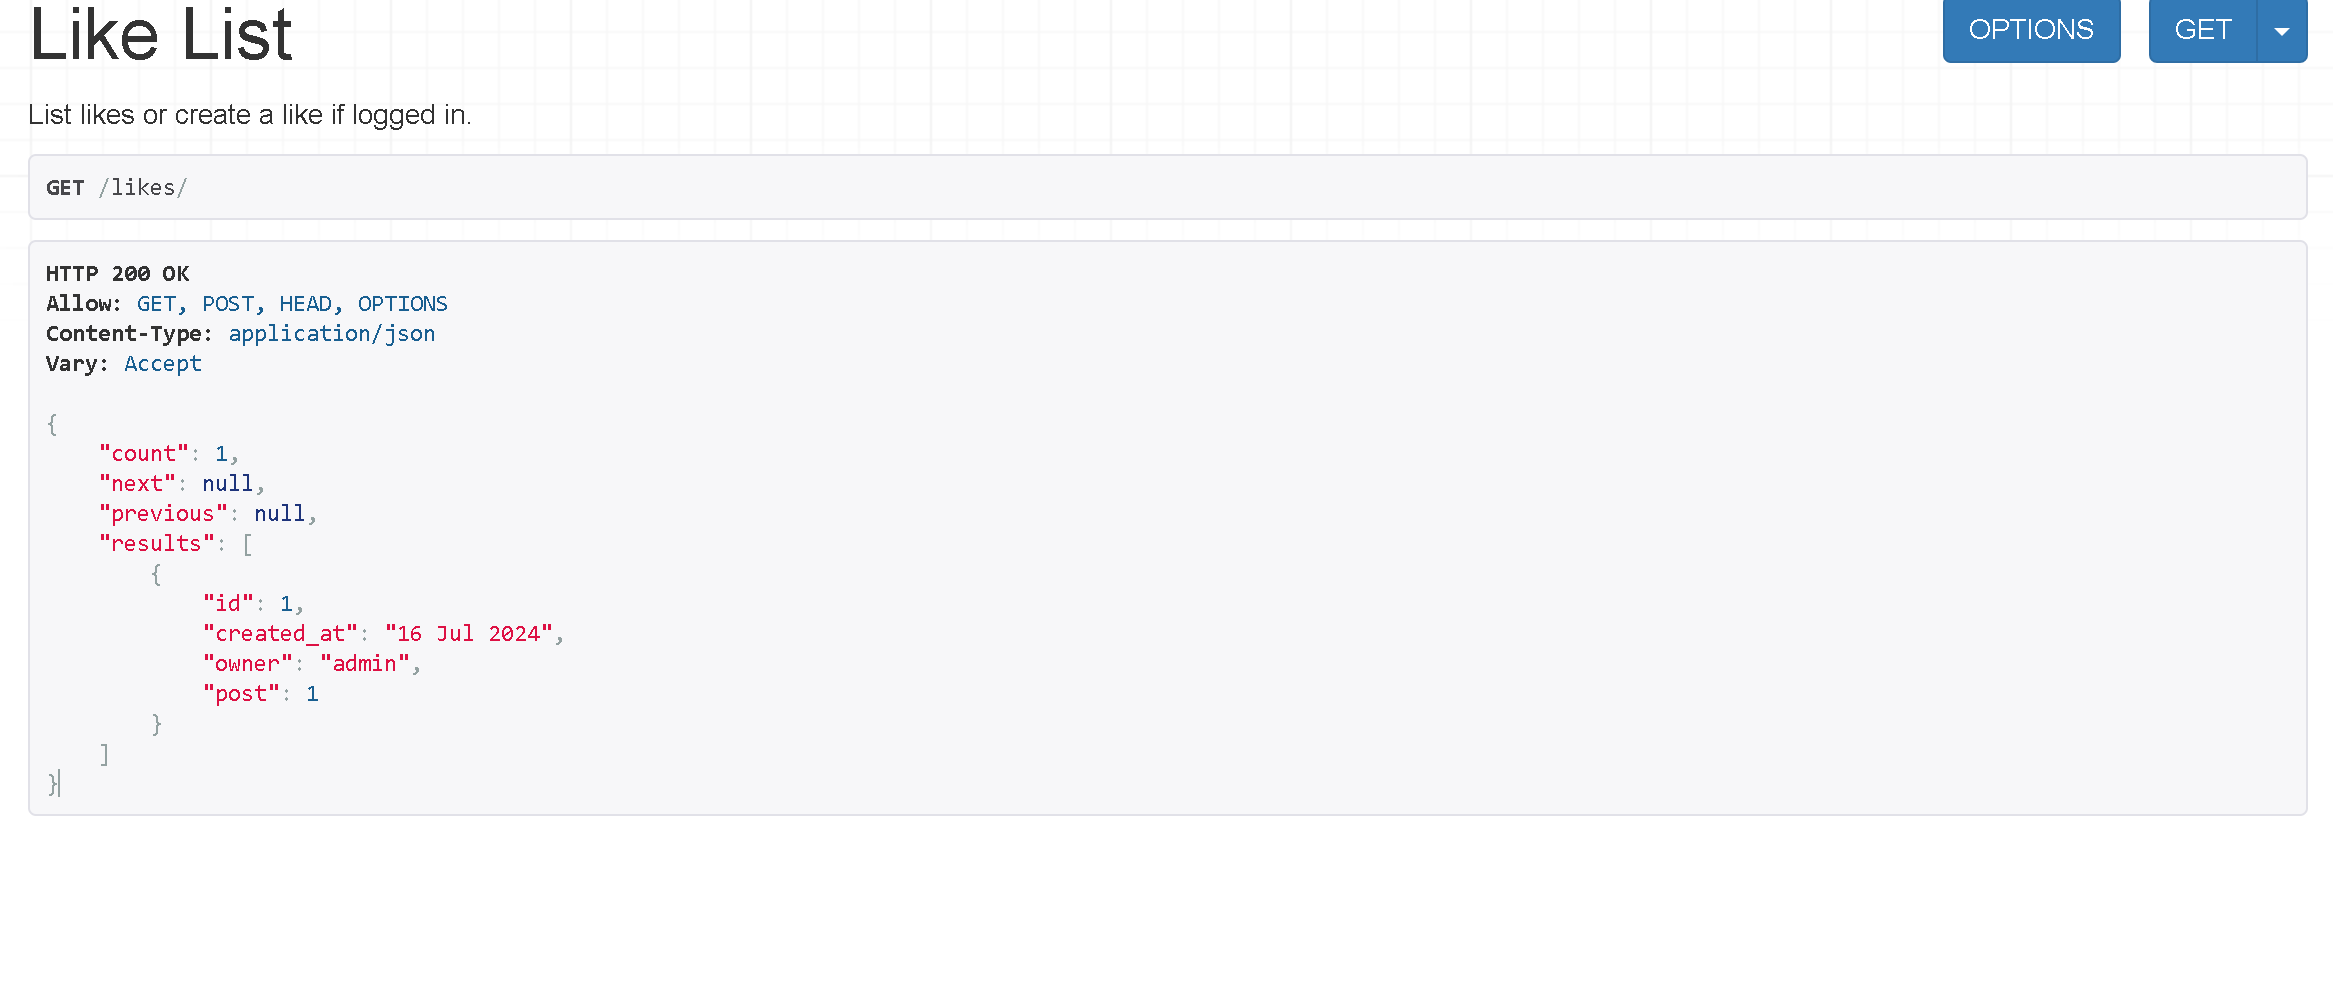 Like List
OPTIONS
GET
List likes or create a like if logged in.
GET /likes/
HTTP 200 OK
Allow: GET, POST, HEAD, OPTIONS
Content-Type: application/json
Vary: Accept
{
    "count": 1,
    "next": null,
    "previous": null,
    "results": [
        {
            "id": 1,
            "created_at": "16 Jul 2024",
            "owner": "admin",
            "post": 1
        }
    ]
}